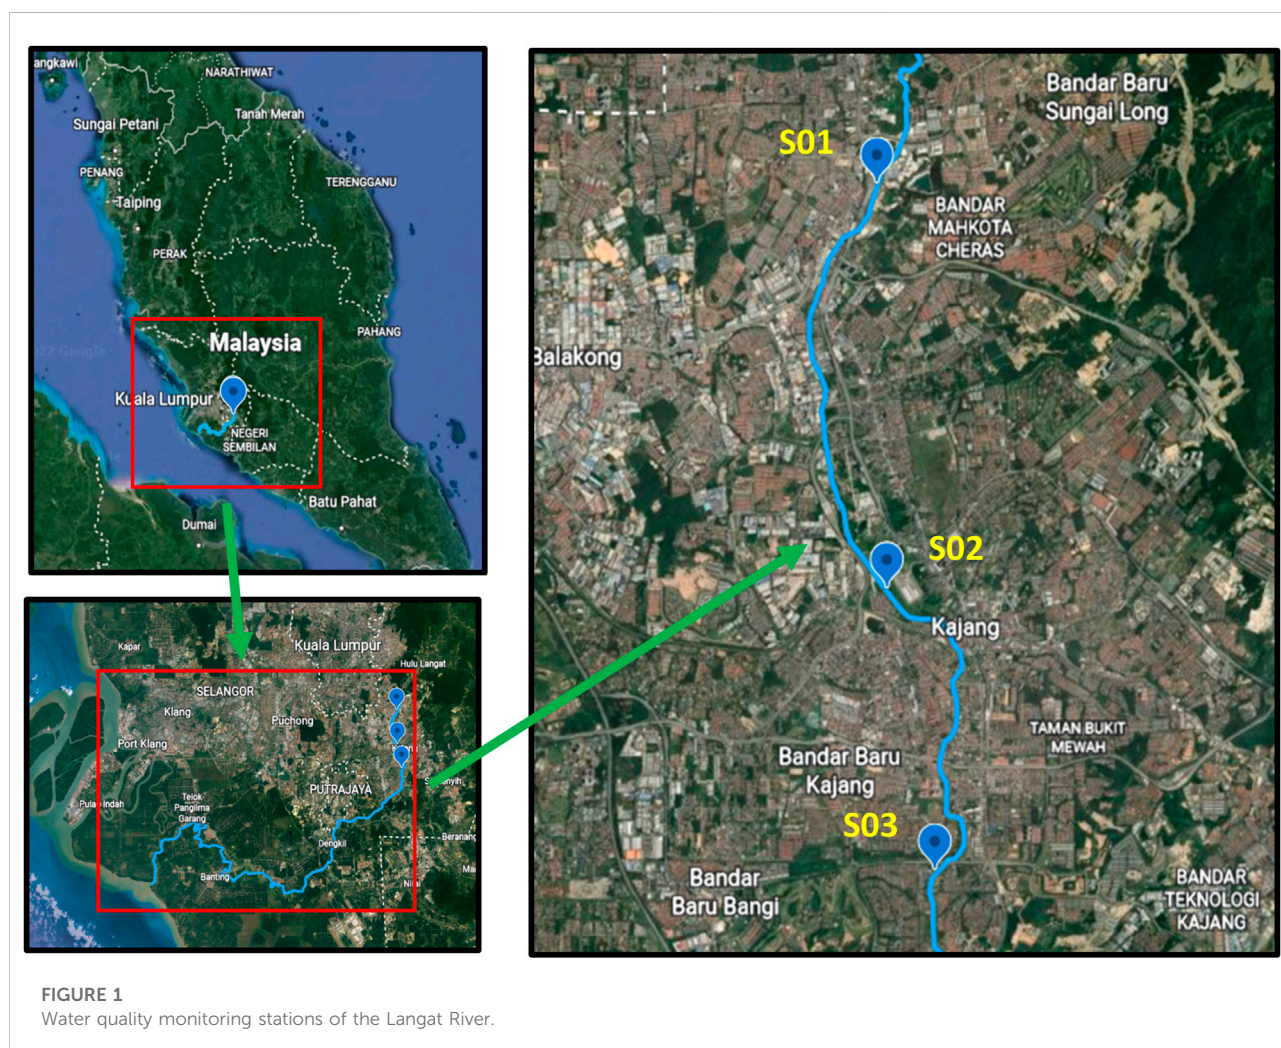 angkawi
NARATHIWAT
Tanah Merah
Sungai Petani
PENANG
Taiping
TERENGGANU
PERAK
PAHANG
Malaysia
Kuala Lumpur
NEGERI
SEMBILAN
Batu Pahat
Dumai
Kapar
Kuala Lumpur
Hulu Langat
SELANGOR
Klang
Puchong
Port Klang
PUTRAJAYA
Telok
Panglima
Garang
Dengkil
Beranang
Banting
Nilai
Bandar Baru
Sungai Long
S01
BANDAR
MAHKOTA
CHERAS
Balakong
S02
Kajang
TAMAN BUKIT
MEWAH
Bandar Baru
Kajang
S03
Bandar
Baru Bangi
BANDAR
TEKNOLOGI
KAJANG
FIGURE 1
Water quality monitoring stations of the Langat River.